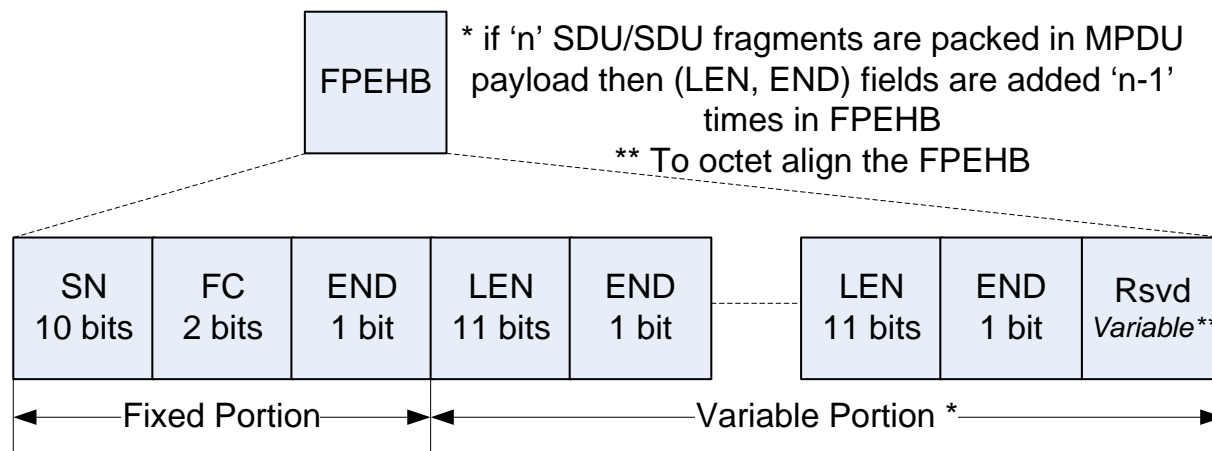 FPEHB
* if ‘n’ SDU/SDU fragments are packed in MPDU
payload then (LEN, END) fields are added ‘n-1’
times in FPEHB
** To octet align the FPEHB
SN
10 bits
FC
2 bits
END
1 bit
LEN
11 bits
END
1 bit
LEN
11 bits
END
1 bit
Rsvd
Variable**
Fixed Portion
Variable Portion *